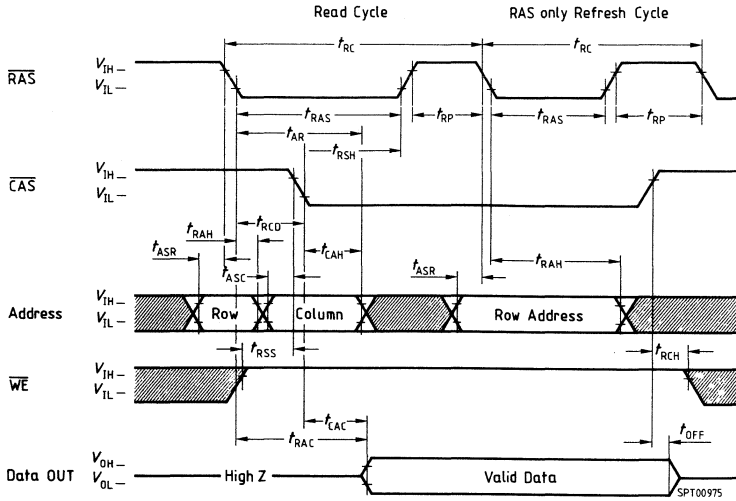 Read Cycle RAS only Refresh Cycle
tRC tRC
RAS VIH
VIL
tRAS tRP tRAS tRP
tAR
tRSH
CAS VIH
VIL
tRAH tRCD
tASR tCAH
tASC tASR tRAH
Address VIH
VIL
Row Column Row Address
tRSS tRCH
WE VIH
VIL
tCAC
tRAC tOFF
Data OUT VOH
VOL
High Z Valid Data
SPT00975